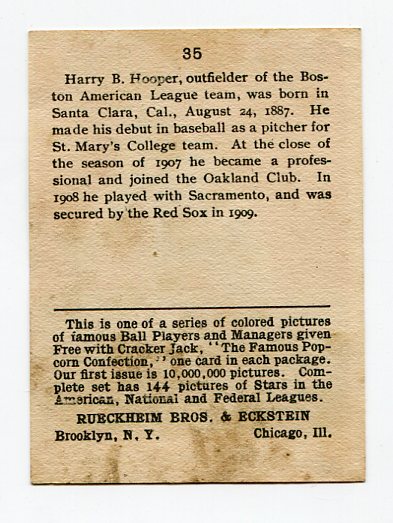 35
Harry B. Hooper, outfielder of the Bos-
ton American League team, was born in
Santa Clara, Cal., August 24, 1887. He
made his debut in baseball as a pitcher for
St. Mary's College team. At the close of
the season of 1907 he became a profes-
sional and joined the Oakland Club. In
1908 he played with Sacramento, and was
secured by the Red Sox in 1909.
This is one of a series of colored pictures
of famous Ball Players and Managers given
Free with Cracker Jack, "The Famous Pop-
corn Confection," one card in each package.
Our first issue is 10,000,000 pictures. Com-
plete set has 144 pictures of Stars in the
American, National and Federal Leagues.
RUECKHEIM BROS. & ECKSTEIN
Brooklyn, N. Y. Chicago, Ill.